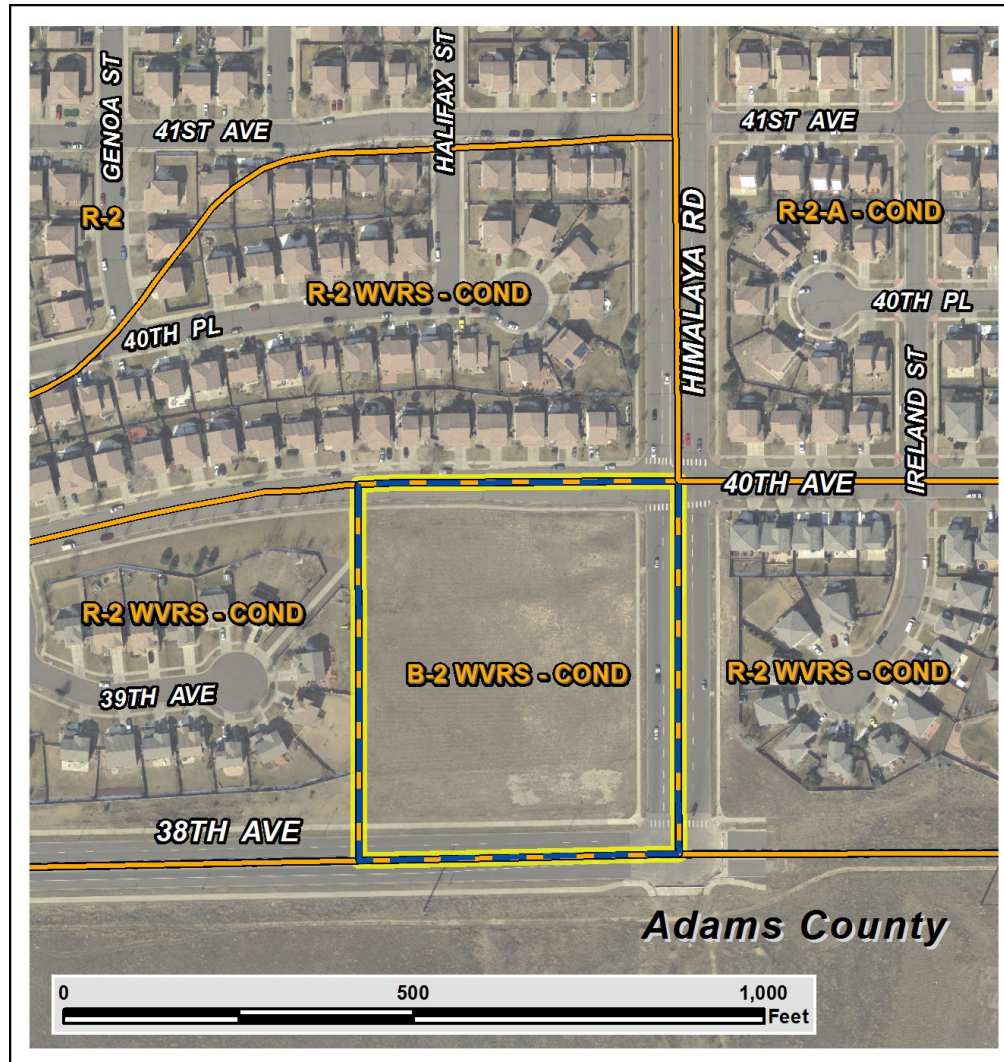 GENOA ST
HALIFAX ST
41ST AVE
41ST AVE
R-2
R-2-A - COND
HIMALAYA RD
R-2 WVRS - COND
40TH PL
40TH PL
IRELAND ST
40TH AVE
R-2 WVRS - COND
B-2 WVRS - COND
R-2 WVRS - COND
39TH AVE
38TH AVE
Adams County
0 500 1,000
Feet